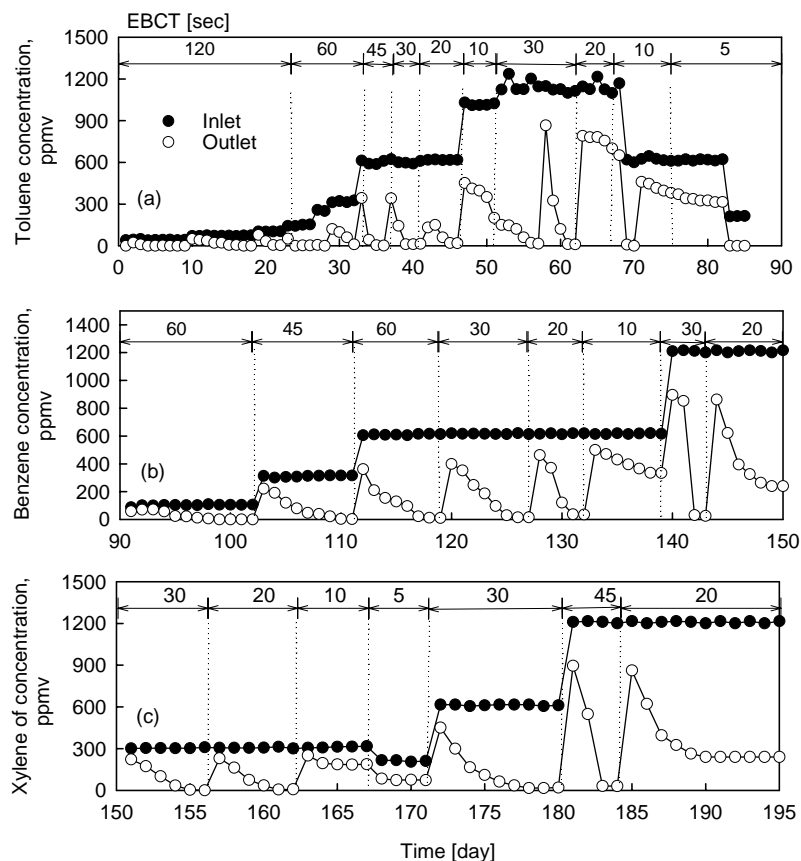 EBCT [sec]
120 60 45 30 20 10 30 20 10 5
1500
1200
900
600
300
0
Inlet
Outlet
(a)
Toluene concentration,
ppmv
0 10 20 30 40 50 60 70 80 90
60 45 60 30 20 10 30 20
1400
1200
1000
800
600
400
200
0
(b)
Benzene concentration,
ppmv
90 100 110 120 130 140 150
30 20 10 5 30 45 20
1500
1200
900
600
300
0
(c)
Xylene of concentration,
ppmv
150 155 160 165 170 175 180 185 190 195
Time [day]